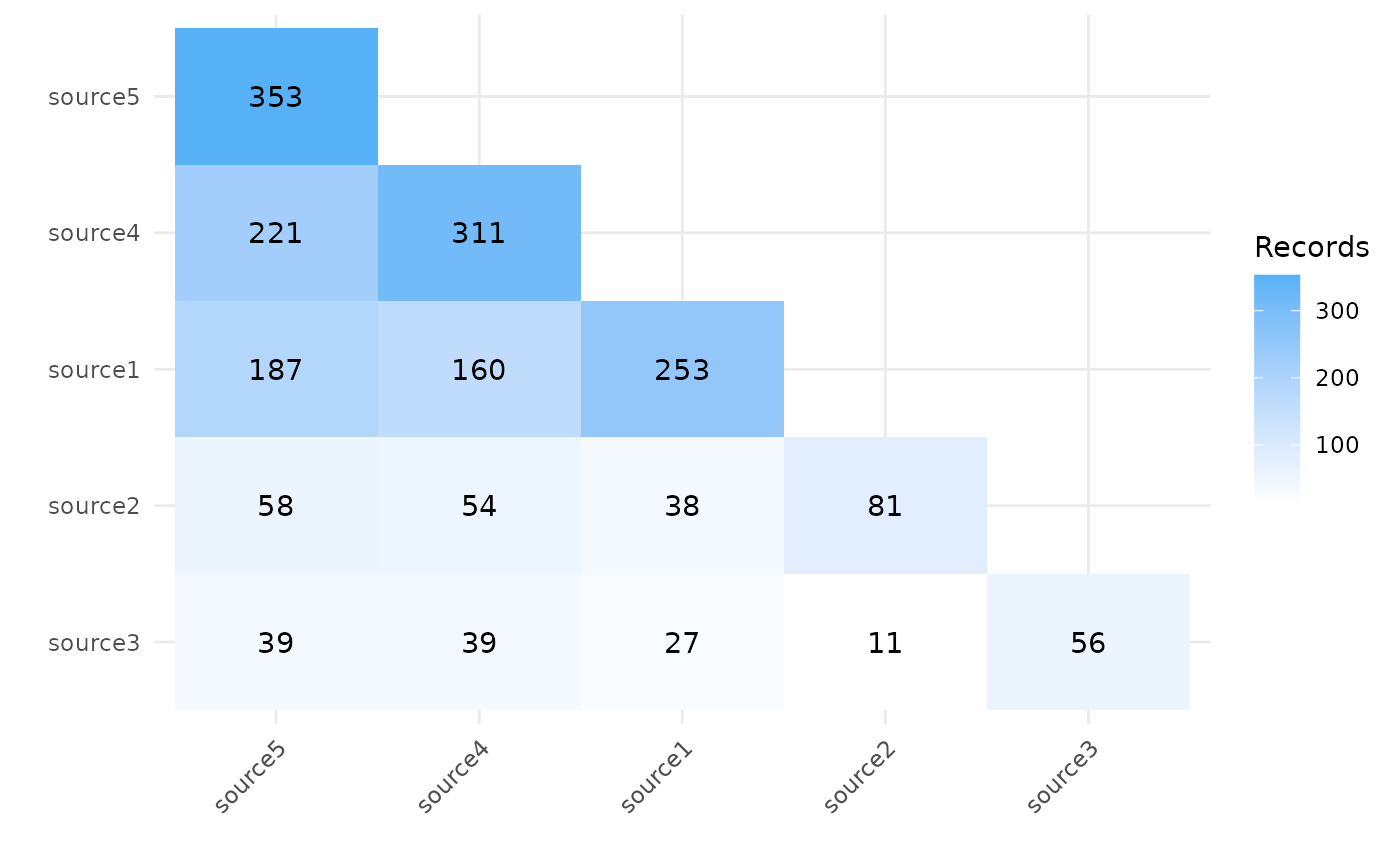 source5 353
source4 221 311
source1 187 160 253
source2 58 54 38 81
source3 39 39 27 11 56
source5 source4 source1 source2 source3
Records
300
200
100